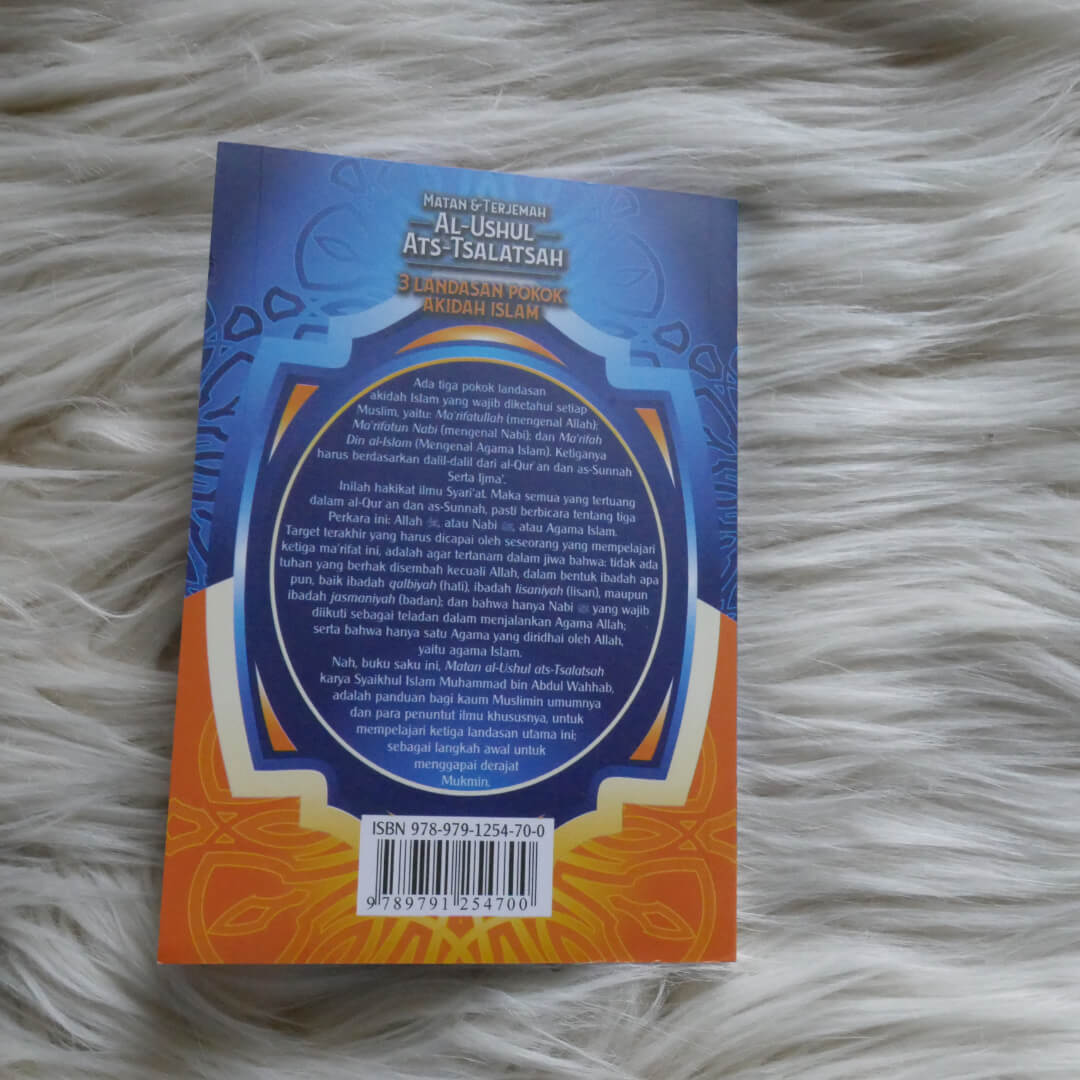 MATAN & TERJEMAH
AL-USHUL
ATS-TSALATSAH
3 LANDASAN POKOK
AKIDAH ISLAM
Ada tiga pokok landasan
akidah Islam yang wajib diketahui setiap
Muslim, yaitu: Ma'rifatullah (mengenal Allah);
Ma'rifatun Nabi (mengenal Nabi); dan Ma'rifah
Din al-Islam (Mengenal Agama Islam). Ketiganya
harus berdasarkan dalil-dalil dari al-Qur'an dan as-Sunnah
Serta Ijma'.
Inilah hakikat ilmu Syari'at. Maka semua yang tertuang
dalam al-Qur'an dan as-Sunnah, pasti berbicara tentang tiga
Perkara ini: Allah ﷻ, atau Nabi ﷺ, atau Agama Islam.
Target terakhir yang harus dicapai oleh seseorang yang mempelajari
ketiga ma'rifat ini, adalah agar tertanam dalam jiwa bahwa: tidak ada
tuhan yang berhak disembah kecuali Allah, dalam bentuk ibadah apa
pun, baik ibadah qalbiyah (hati), ibadah lisaniyah (lisan), maupun
ibadah jasmaniyah (badan); dan bahwa hanya Nabi ﷺ yang wajib
diikuti sebagai teladan dalam menjalankan Agama Allah;
serta bahwa hanya satu Agama yang diridhai oleh Allah,
yaitu agama Islam.
Nah, buku saku ini, Matan al-Ushul ats-Tsalatsah
karya Syaikhul Islam Muhammad bin Abdul Wahhab,
adalah panduan bagi kaum Muslimin umumnya
dan para penuntut ilmu khususnya, untuk
mempelajari ketiga landasan utama ini;
sebagai langkah awal untuk
menggapai derajat
Mukmin.
ISBN 978-979-1254-70-0
9 789791 254700